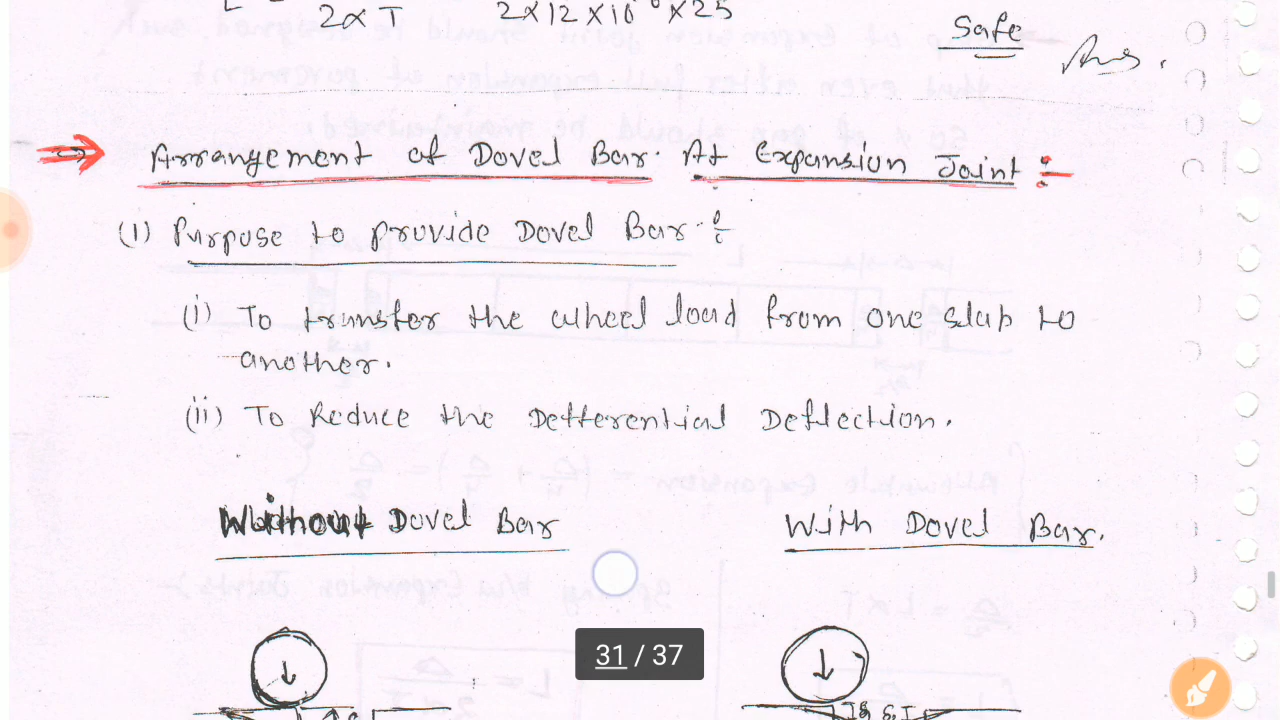 2αT 2×12×10⁻⁶×25
Safe Ans.
⇒ Arrangement of Dovel Bar. At Expansion Joint :-
(1) Purpose to provide Dovel Bar :-
(i) To transfer the wheel load from one slab to
another.
(ii) To Reduce the Defferential Deflection.
Without Dovel Bar With Dovel Bar.
31 / 37